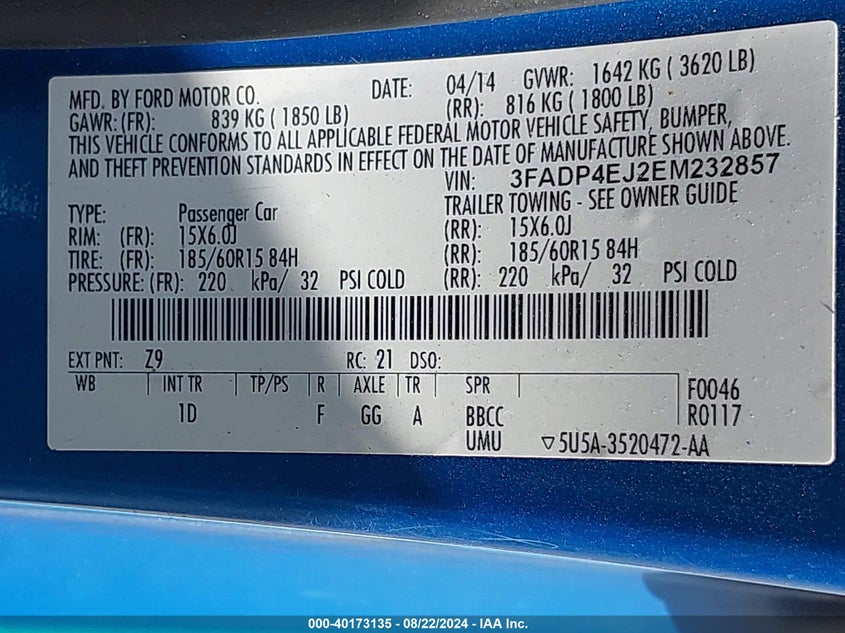 MFD. BY FORD MOTOR CO. DATE: 04/14 GVWR: 1642 KG ( 3620 LB)
GAWR: (FR): 839 KG ( 1850 LB) (RR): 816 KG ( 1800 LB)
THIS VEHICLE CONFORMS TO ALL APPLICABLE FEDERAL MOTOR VEHICLE SAFETY, BUMPER,
AND THEFT PREVENTION STANDARDS IN EFFECT ON THE DATE OF MANUFACTURE SHOWN ABOVE.
VIN: 3FADP4EJ2EM232857
TYPE: Passenger Car TRAILER TOWING - SEE OWNER GUIDE
RIM: (FR): 15X6.0J (RR): 15X6.0J
TIRE: (FR): 185/60R15 84H (RR): 185/60R15 84H
PRESSURE: (FR): 220 kPa/ 32 PSI COLD (RR): 220 kPa/ 32 PSI COLD
EXT PNT: Z9 RC: 21 DSO:
WB INT TR TP/PS R AXLE TR SPR F0046
1D F GG A BBCC R0117
UMU ▽5U5A-3520472-AA
000-40173135 - 08/22/2024 - IAA Inc.